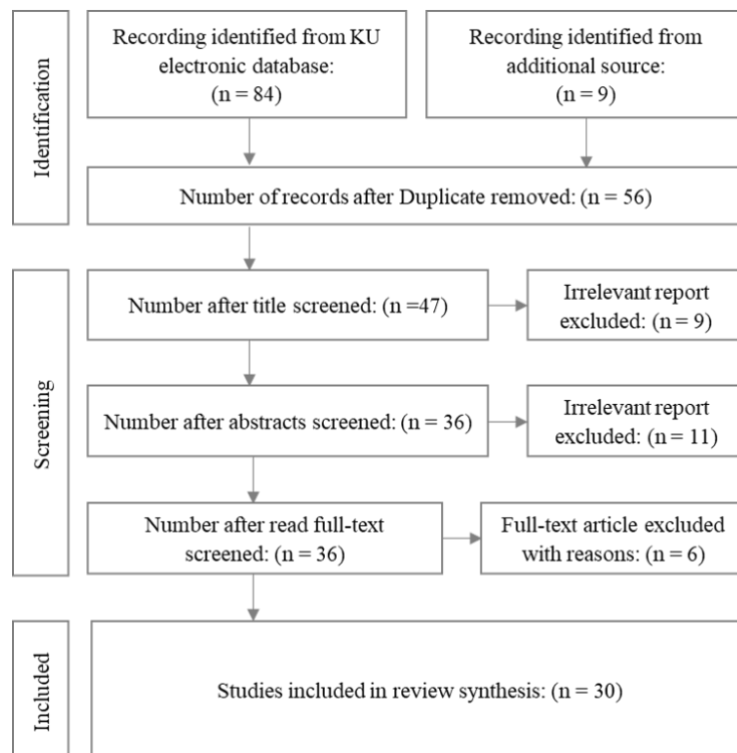 Identification
Recording identified from KU
electronic database:
(n = 84)
Recording identified from
additional source:
(n = 9)
Number of records after Duplicate removed: (n = 56)
Screening
Number after title screened: (n =47)
Irrelevant report
excluded: (n = 9)
Number after abstracts screened: (n = 36)
Irrelevant report
excluded: (n = 11)
Number after read full-text
screened: (n = 36)
Full-text article excluded
with reasons: (n = 6)
Included
Studies included in review synthesis: (n = 30)